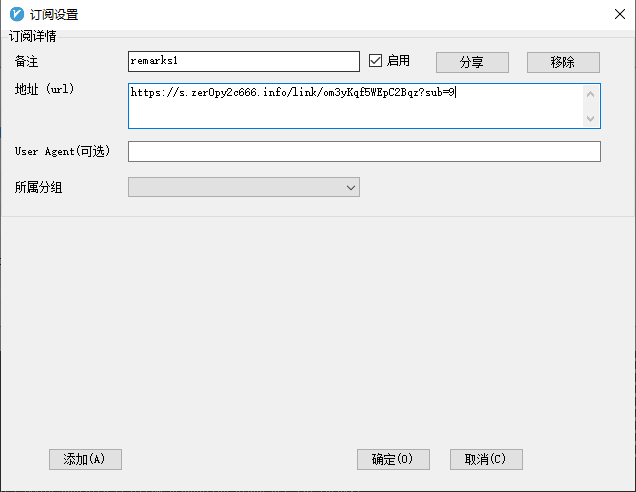 订阅设置
订阅详情
备注
remarks1
启用
分享
移除
地址 (url)
https://s.zer0py2c666.info/link/om3yKqf5WEpC2Bqz?sub=9
User Agent(可选)
所属分组
添加(A)
确定(O)
取消(C)